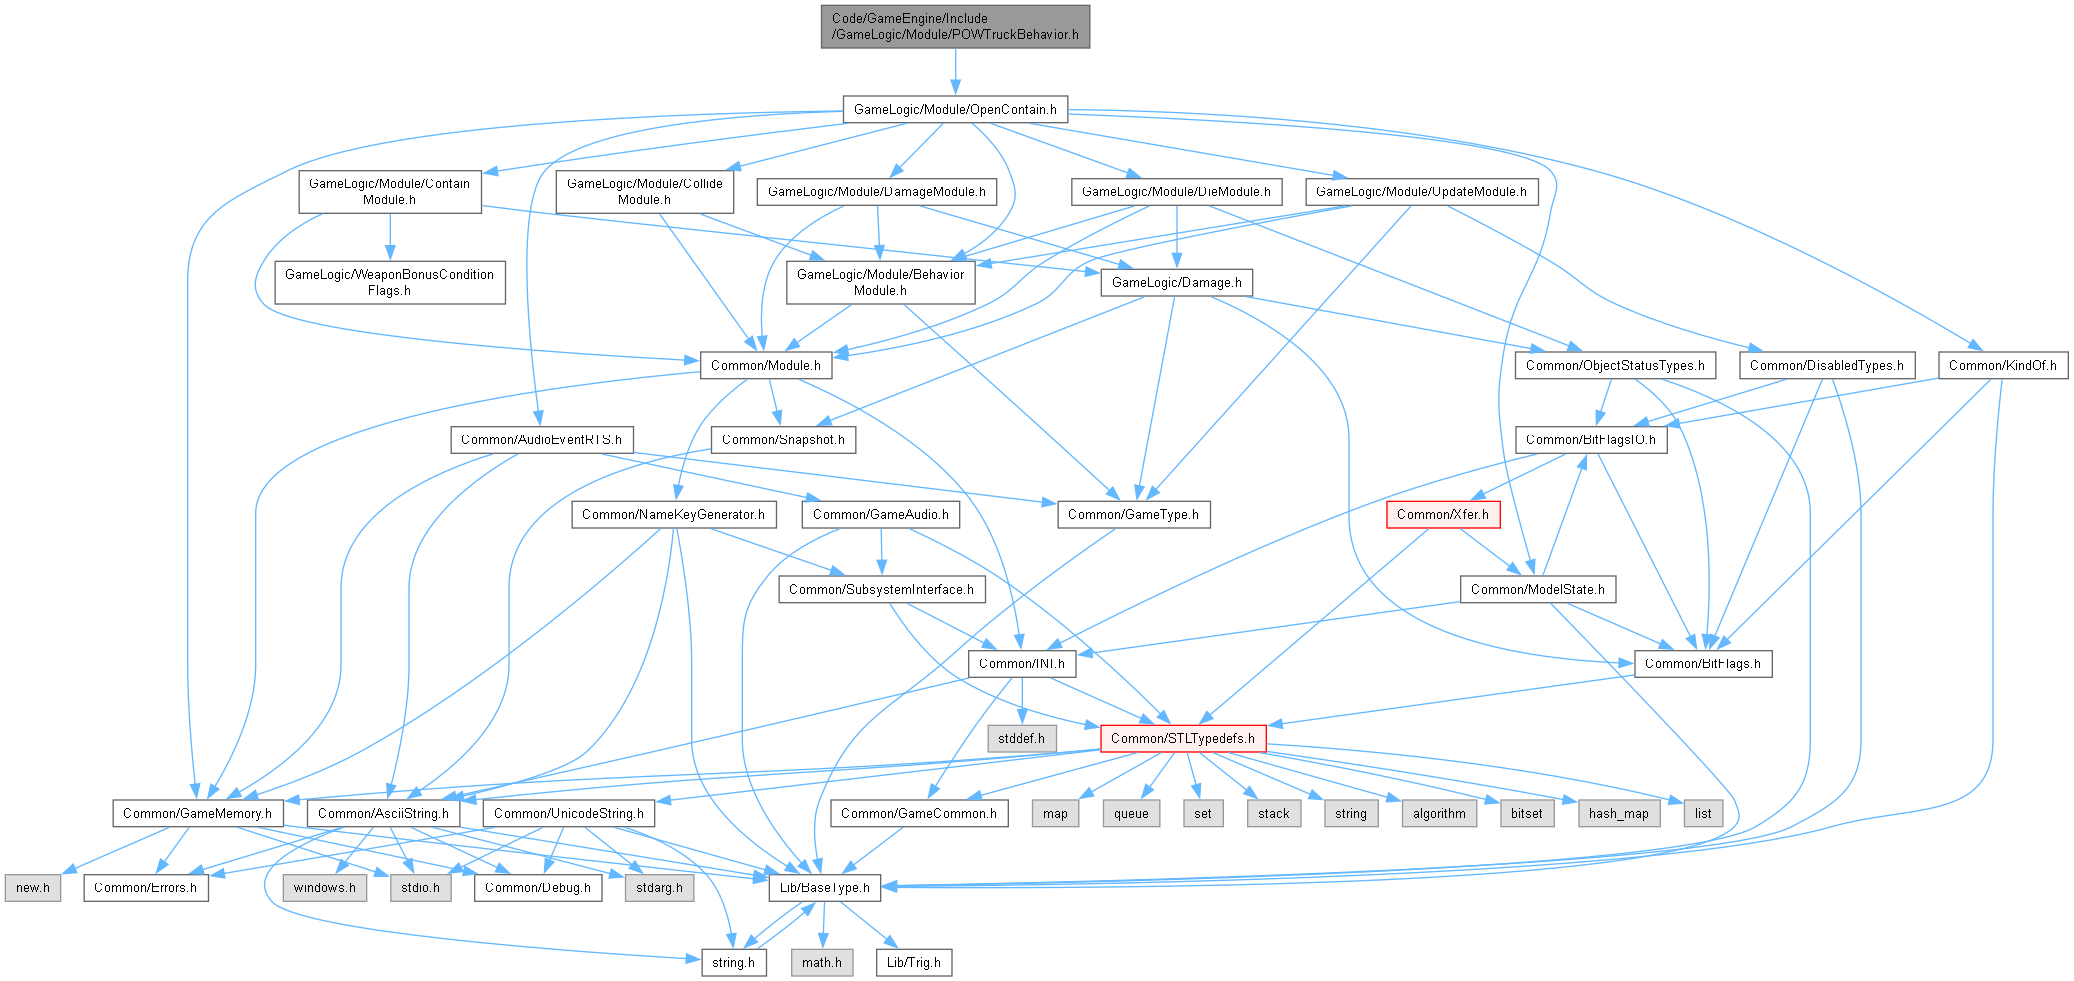 Code/GameEngine/Include
/GameLogic/Module/POWTruckBehavior.h
GameLogic/Module/OpenContain.h
GameLogic/Module/Contain
Module.h
GameLogic/Module/Collide
Module.h
GameLogic/Module/DamageModule.h
GameLogic/Module/DieModule.h
GameLogic/Module/UpdateModule.h
GameLogic/WeaponBonusCondition
Flags.h
GameLogic/Module/Behavior
Module.h
GameLogic/Damage.h
Common/Module.h
Common/ObjectStatusTypes.h
Common/DisabledTypes.h
Common/KindOf.h
Common/AudioEventRTS.h
Common/Snapshot.h
Common/BitFlagsIO.h
Common/NameKeyGenerator.h
Common/GameAudio.h
Common/GameType.h
Common/Xfer.h
Common/SubsystemInterface.h
Common/ModelState.h
Common/INI.h
Common/BitFlags.h
stddef.h
Common/STLTypedefs.h
Common/GameMemory.h
Common/AsciiString.h
Common/UnicodeString.h
Common/GameCommon.h
map
queue
set
stack
string
algorithm
bitset
hash_map
list
new.h
Common/Errors.h
windows.h
stdio.h
Common/Debug.h
stdarg.h
Lib/BaseType.h
string.h
math.h
Lib/Trig.h